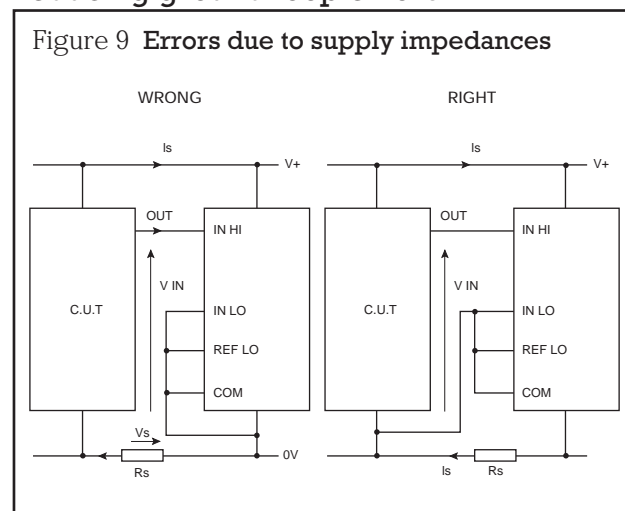 Figure 9 Errors due to supply impedances
WRONG
RIGHT
Is
V+
OUT
IN HI
V IN
C.U.T
IN LO
REF LO
COM
Vs
Rs
0V
Is
V+
OUT
IN HI
V IN
C.U.T
IN LO
REF LO
COM
Is
Rs